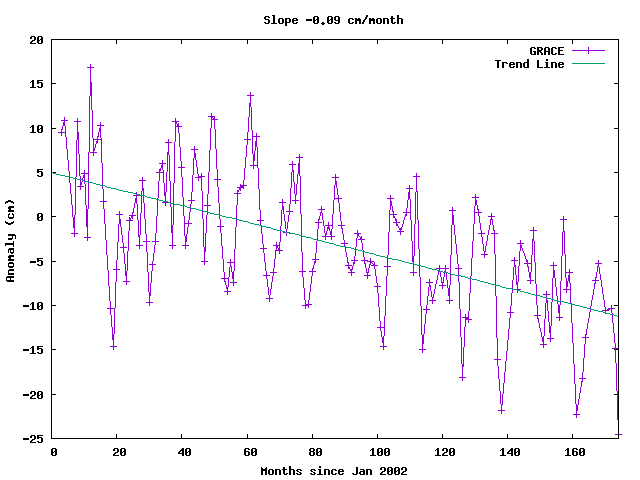 Slope -0.09 cm/month
GRACE
Trend Line
20
15
10
5
0
-5
-10
-15
-20
-25
Anomaly (cm)
0 20 40 60 80 100 120 140 160
Months since Jan 2002